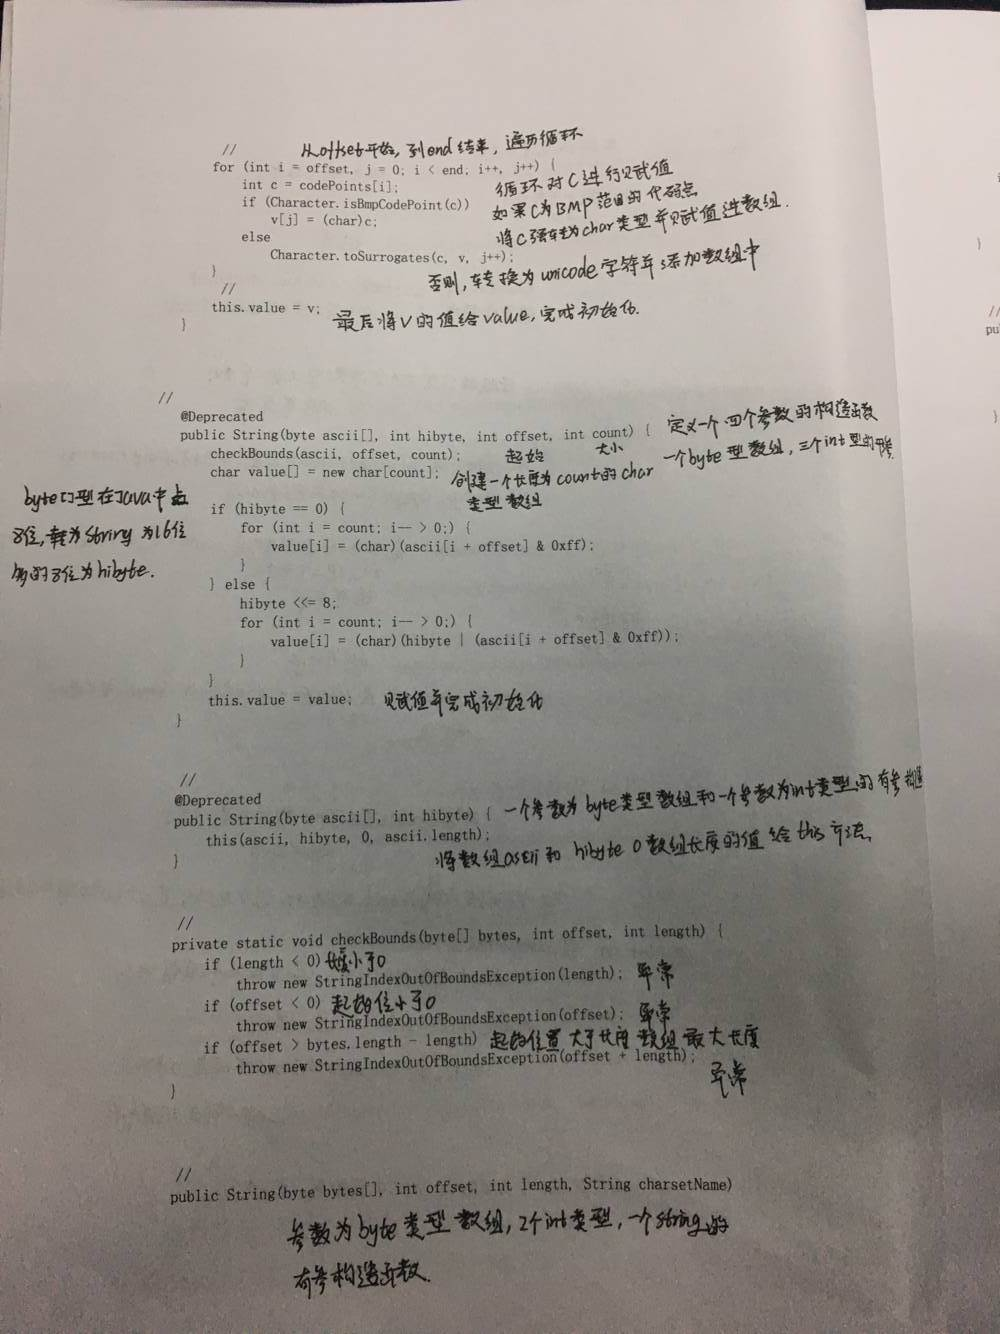 // 从offset开始, 到end结束, 遍历循环
for (int i = offset, j = 0; i < end; i++, j++) {
int c = codePoints[i]; 循环对C进行赋值
if (Character.isBmpCodePoint(c)) 如果C为BMP范围的代码点
v[j] = (char)c; 将C强转为char类型并赋值进数组.
else
Character.toSurrogates(c, v, j++);
} 否则, 转换为unicode字符并添加数组中
//
this.value = v; 最后将V的值给value, 完成初始化.
}
//
@Deprecated
public String(byte ascii[], int hibyte, int offset, int count) { 定义一个四个参数的构造函数
checkBounds(ascii, offset, count); 起始 大小 一个byte型数组, 三个int型的
char value[] = new char[count]; 创建一个长度为count的char
类型数组
byte类型在Java中占
8位, 转为String为16位
的8位为hibyte.
if (hibyte == 0) {
for (int i = count; i-- > 0;) {
value[i] = (char)(ascii[i + offset] & 0xff);
}
} else {
hibyte <<= 8;
for (int i = count; i-- > 0;) {
value[i] = (char)(hibyte | (ascii[i + offset] & 0xff));
}
}
this.value = value; 赋值并完成初始化
}
//
@Deprecated
public String(byte ascii[], int hibyte) { 一个参数为byte类型数组和一个参数为int类型的有参构造
this(ascii, hibyte, 0, ascii.length);
} 将数组ascii和 hibyte 0 数组长度的值给this方法
//
private static void checkBounds(byte[] bytes, int offset, int length) {
if (length < 0) 长度小于0
throw new StringIndexOutOfBoundsException(length); 异常
if (offset < 0) 起始位小于0
throw new StringIndexOutOfBoundsException(offset); 异常
if (offset > bytes.length - length) 起始位置大于长度 数组最大长度
throw new StringIndexOutOfBoundsException(offset + length);
异常
}
//
public String(byte bytes[], int offset, int length, String charsetName)
参数为byte类型数组, 2个int类型, 一个string的
有参构造函数.
}
//
pu
}